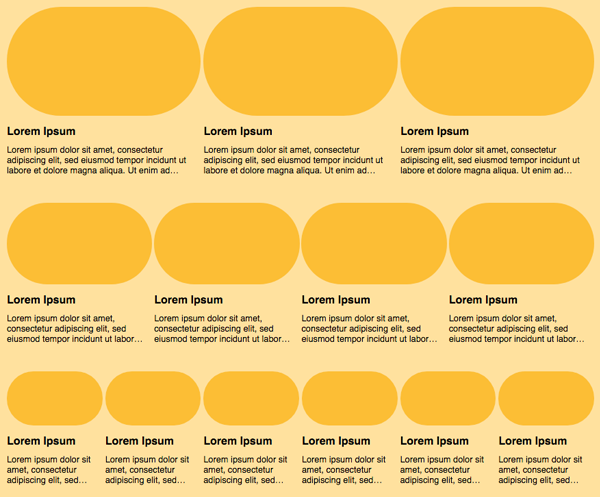 Lorem Ipsum
Lorem ipsum dolor sit amet, consectetur
adipiscing elit, sed eiusmod tempor incidunt ut
labore et dolore magna aliqua. Ut enim ad…
Lorem Ipsum
Lorem ipsum dolor sit amet, consectetur
adipiscing elit, sed eiusmod tempor incidunt ut
labore et dolore magna aliqua. Ut enim ad…
Lorem Ipsum
Lorem ipsum dolor sit amet, consectetur
adipiscing elit, sed eiusmod tempor incidunt ut
labore et dolore magna aliqua. Ut enim ad…
Lorem Ipsum
Lorem ipsum dolor sit amet,
consectetur adipiscing elit, sed
eiusmod tempor incidunt ut labor…
Lorem Ipsum
Lorem ipsum dolor sit amet,
consectetur adipiscing elit, sed
eiusmod tempor incidunt ut labor…
Lorem Ipsum
Lorem ipsum dolor sit amet,
consectetur adipiscing elit, sed
eiusmod tempor incidunt ut labor…
Lorem Ipsum
Lorem ipsum dolor sit amet,
consectetur adipiscing elit, sed
eiusmod tempor incidunt ut labor…
Lorem Ipsum
Lorem ipsum dolor sit
amet, consectetur
adipiscing elit, sed…
Lorem Ipsum
Lorem ipsum dolor sit
amet, consectetur
adipiscing elit, sed…
Lorem Ipsum
Lorem ipsum dolor sit
amet, consectetur
adipiscing elit, sed…
Lorem Ipsum
Lorem ipsum dolor sit
amet, consectetur
adipiscing elit, sed…
Lorem Ipsum
Lorem ipsum dolor sit
amet, consectetur
adipiscing elit, sed…
Lorem Ipsum
Lorem ipsum dolor sit
amet, consectetur
adipiscing elit, sed…